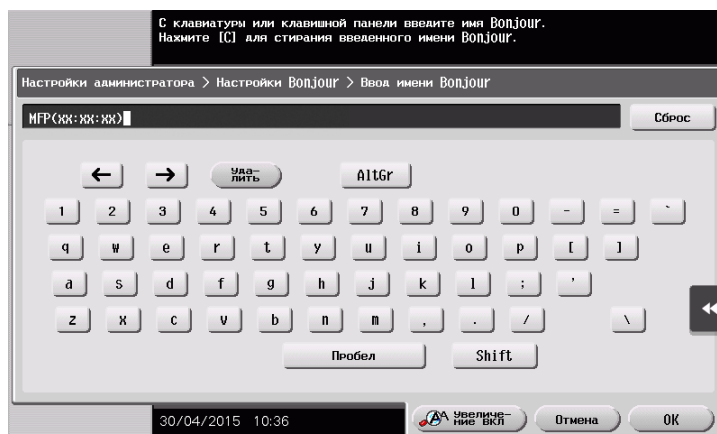 С клавиатуры или клавишной панели введите имя Bonjour.
Нажмите [C] для стирания введенного имени Bonjour.
Настройки администратора > Настройки Bonjour > Ввод имени Bonjour
MFP(xx:xx:xx)
Сброс
← → Уда-
лить AltGr
1 2 3 4 5 6 7 8 9 0 - = `
q w e r t y u i o p [ ]
a s d f g h j k l ; '
z x c v b n m , . / \
Пробел Shift
30/04/2015 10:36
Увеличе-
ние ВКЛ
Отмена
OK